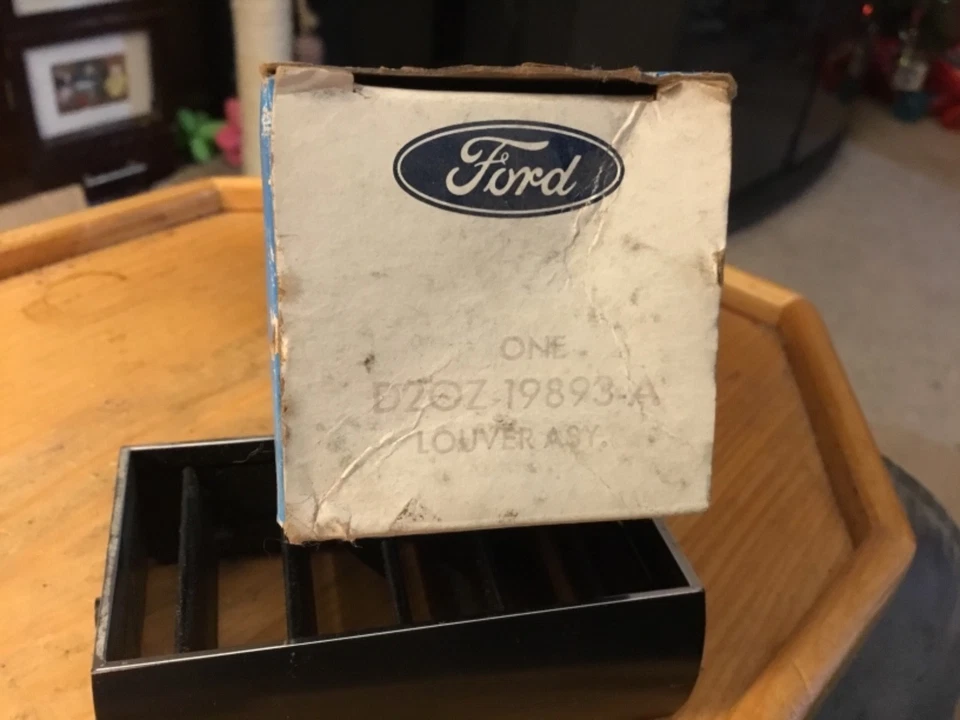 Ford
ONE
D2OZ-19893-A
LOUVER ASY.